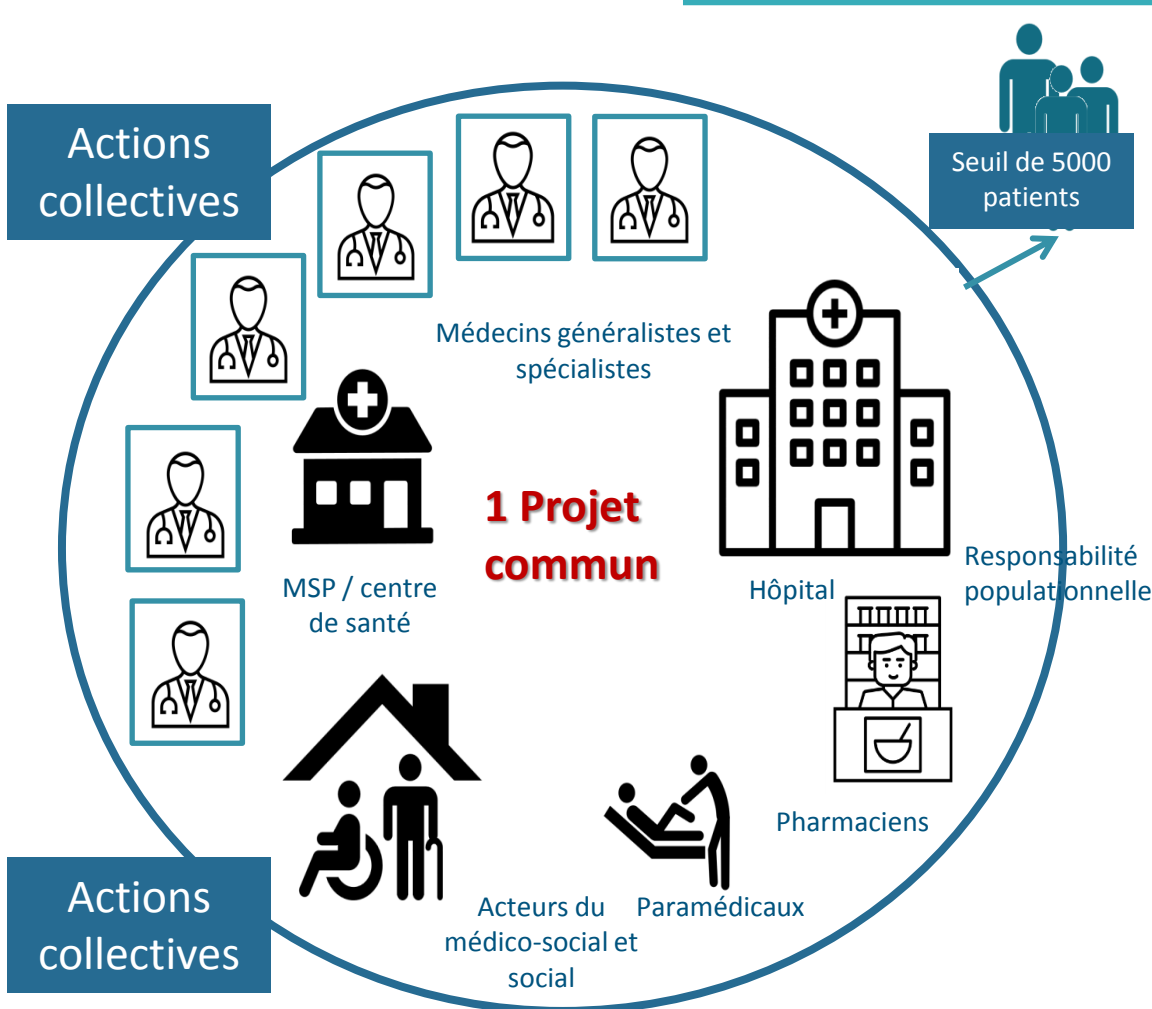 Actions
collectives
Seuil de 5000
patients
Médecins généralistes et
spécialistes
1 Projet
commun
MSP / centre
de santé
Hôpital
Responsabilité
populationnelle
Pharmaciens
Acteurs du
médico-social et
social
Paramédicaux
Actions
collectives